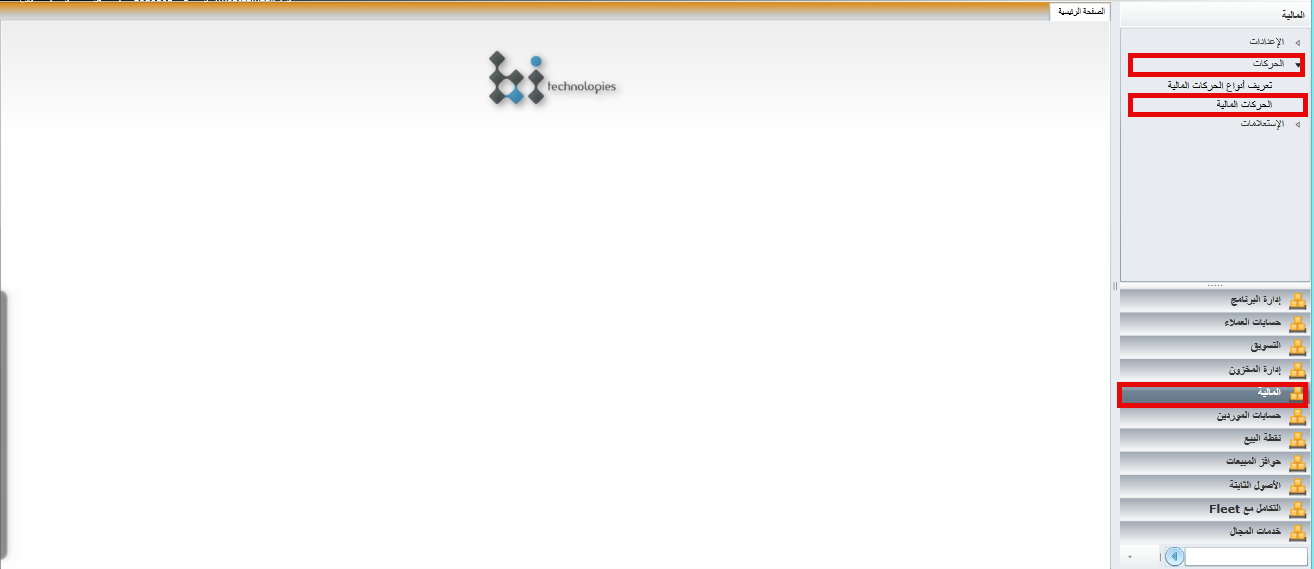 المالية
الصفحة الرئيسية
الإعدادات
الحركات
تعريف أنواع الحركات المالية
الحركات المالية
الإستعلامات
technologies
إدارة البرنامج
حسابات العملاء
التسويق
إدارة المخزون
المالية
حسابات الموردين
نقطة البيع
حوافز المبيعات
الأصول الثابتة
التكامل مع Fleet
خدمات المجال